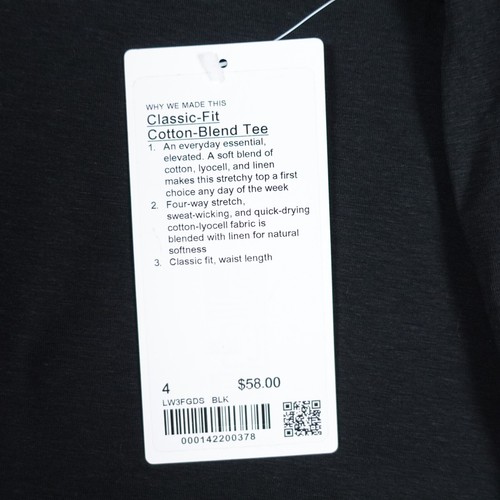 WHY WE MADE THIS
Classic-Fit
Cotton-Blend Tee
1. An everyday essential,
elevated. A soft blend of
cotton, lyocell, and linen
makes this stretchy top a first
choice any day of the week
2. Four-way stretch,
sweat-wicking, and quick-drying
cotton-lyocell fabric is
blended with linen for natural
softness
3. Classic fit, waist length
4 $58.00
LW3FGDS BLK
000142200378